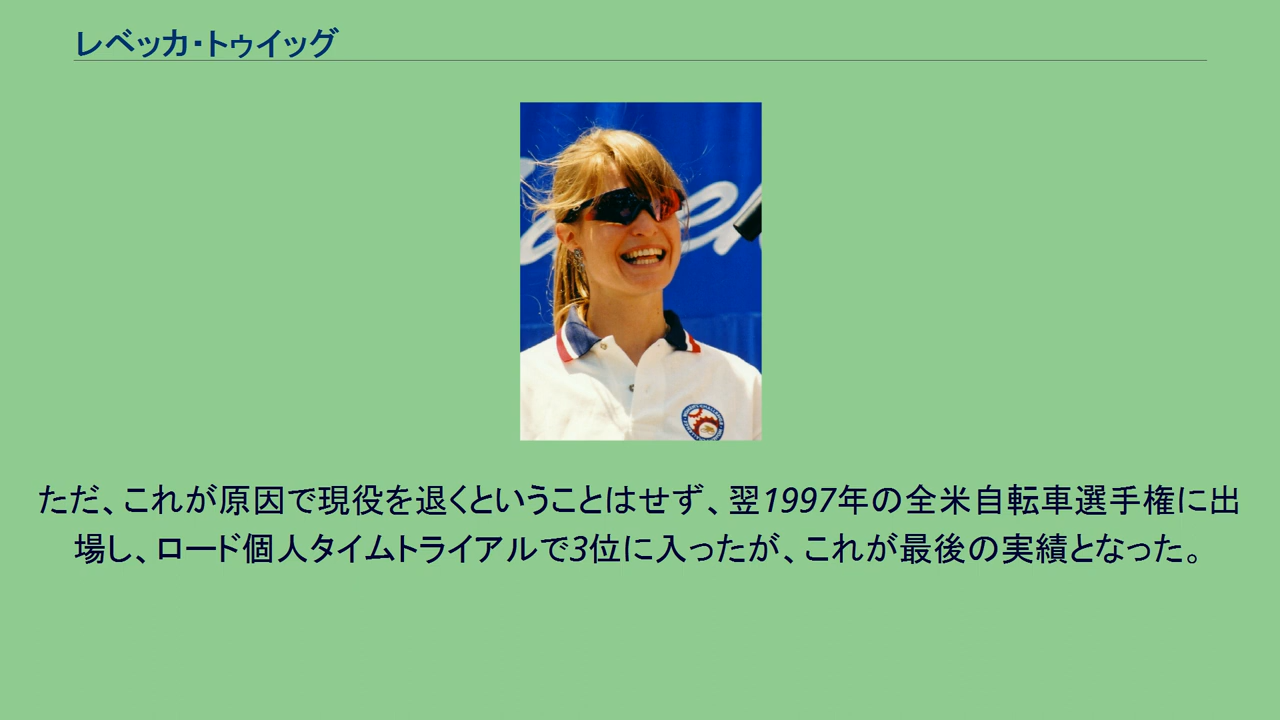 レベッカ・トゥイッグ
ただ、これが原因で現役を退くということはせず、翌1997年の全米自転車選手権に出
場し、ロード個人タイムトライアルで3位に入ったが、これが最後の実績となった。